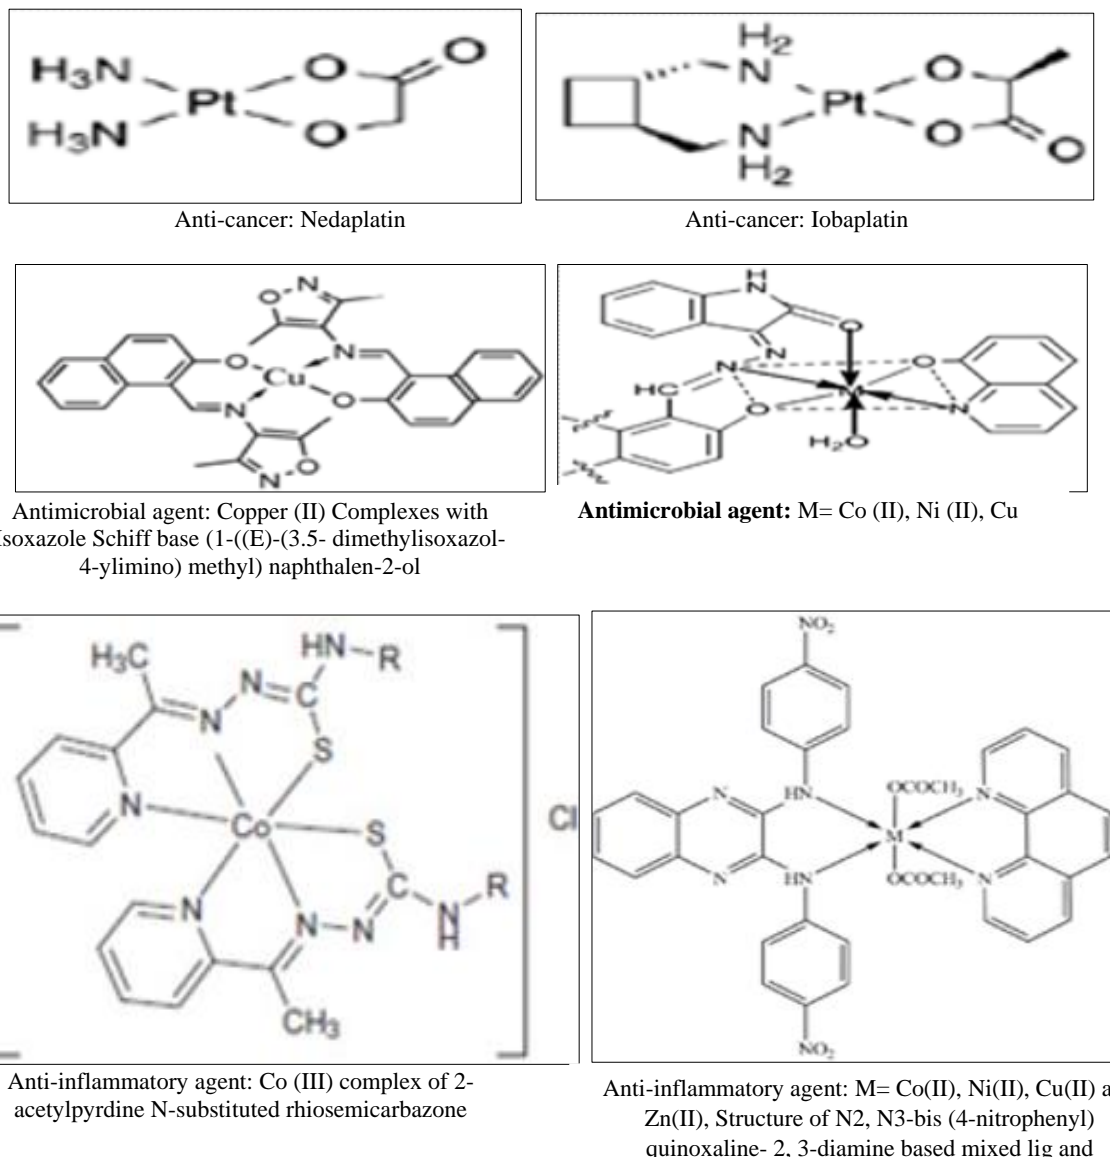 H₃N
H₃N
Pt
O
O
O
Anti-cancer: Nedaplatin
H₂
N
N
H₂
Pt
O
O
O
Anti-cancer: Iobaplatin
O
N
O
N
Cu
N
O
N
O
Antimicrobial agent: Copper (II) Complexes with
Isoxazole Schiff base (1-((E)-(3.5- dimethylisoxazol-
4-ylimino) methyl) naphthalen-2-ol
H
N
O
N
N
HC
O
M
O
N
H₂O
Antimicrobial agent: M= Co (II), Ni (II), Cu
H₃C
HN
R
N
N
C
S
N
Co
S
N
N
N
C
N
H
R
CH₃
Cl
Anti-inflammatory agent: Co (III) complex of 2-
acetylpyrdine N-substituted rhiosemicarbazone
NO₂
N
HN
OCOCH₃
N
M
N
HN
OCOCH₃
N
NO₂
Anti-inflammatory agent: M= Co(II), Ni(II), Cu(II) a
Zn(II), Structure of N2, N3-bis (4-nitrophenyl)
quinoxaline- 2, 3-diamine based mixed lig and